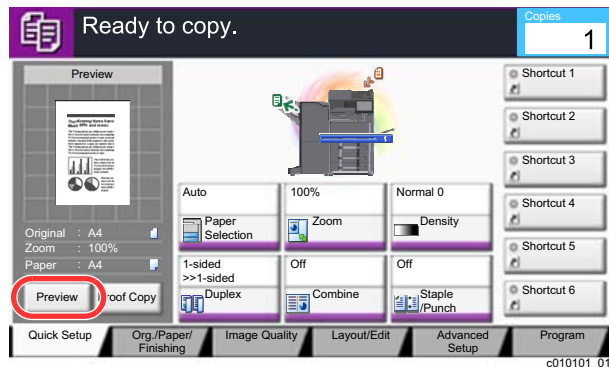 Ready to copy.
Copies
1
Preview
Original : A4
Zoom : 100%
Paper : A4
Preview
roof Copy
Auto
Paper
Selection
100%
Zoom
Normal 0
Density
1-sided
>>1-sided
Duplex
Off
Combine
Off
Staple
/Punch
Shortcut 1
Shortcut 2
Shortcut 3
Shortcut 4
Shortcut 5
Shortcut 6
Quick Setup
Org./Paper/
Finishing
Image Quality
Layout/Edit
Advanced
Setup
Program
c010101_01